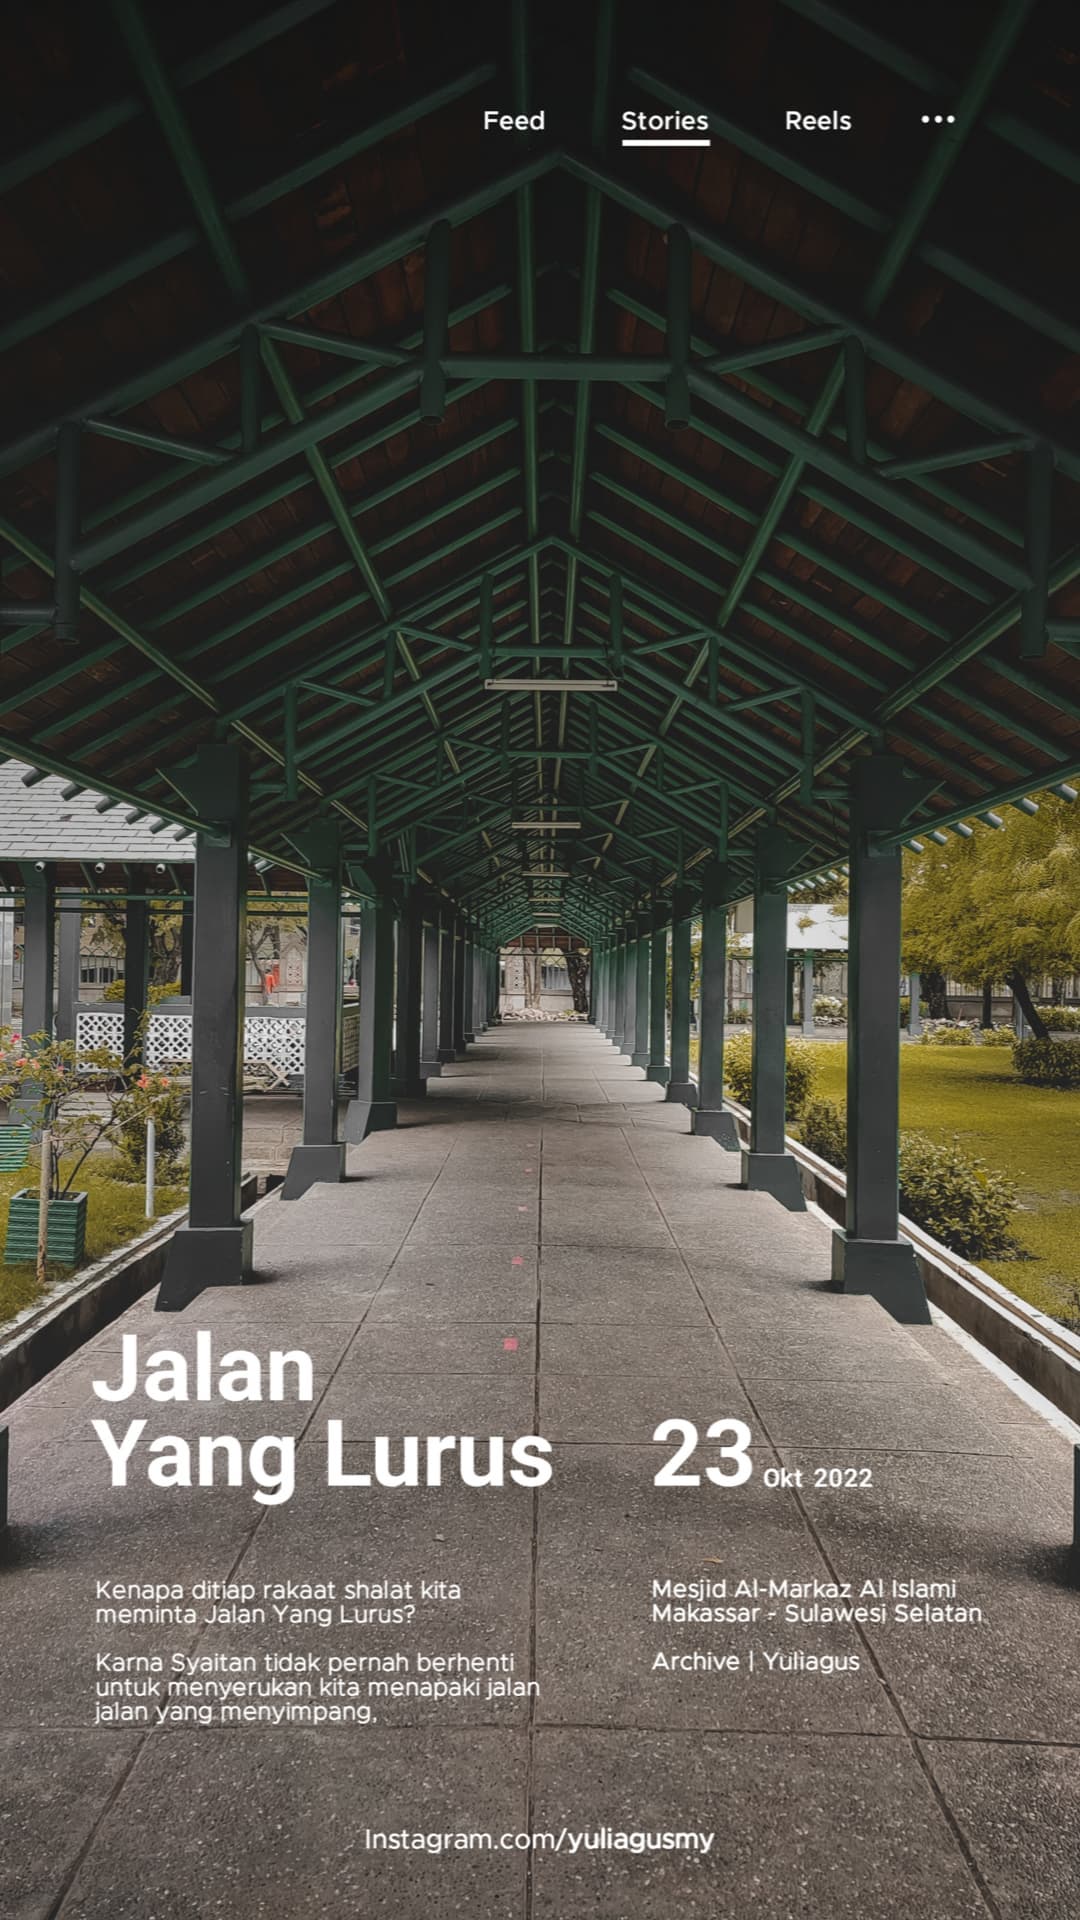 Feed Stories Reels •••
Jalan
Yang Lurus
23 Okt 2022
Kenapa ditiap rakaat shalat kita
meminta Jalan Yang Lurus?
Karna Syaitan tidak pernah berhenti
untuk menyerukan kita menapaki jalan
jalan yang menyimpang,
Mesjid Al-Markaz Al Islami
Makassar - Sulawesi Selatan
Archive | Yuliagus
Instagram.com/yuliagusmy